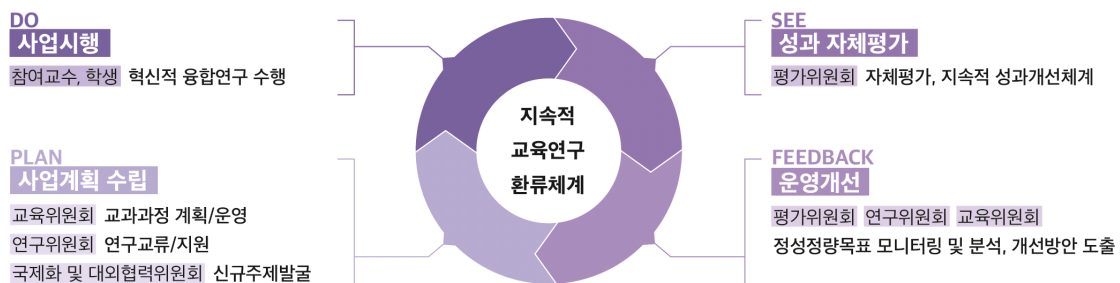 DO
사업시행
참여교수, 학생 혁신적 융합연구 수행
PLAN
사업계획 수립
교육위원회 교과과정 계획/운영
연구위원회 연구교류/지원
국제화 및 대외협력위원회 신규주제발굴
지속적
교육연구
환류체계
SEE
성과 자체평가
평가위원회 자체평가, 지속적 성과개선체계
FEEDBACK
운영개선
평가위원회 연구위원회 교육위원회
정성정량목표 모니터링 및 분석, 개선방안 도출